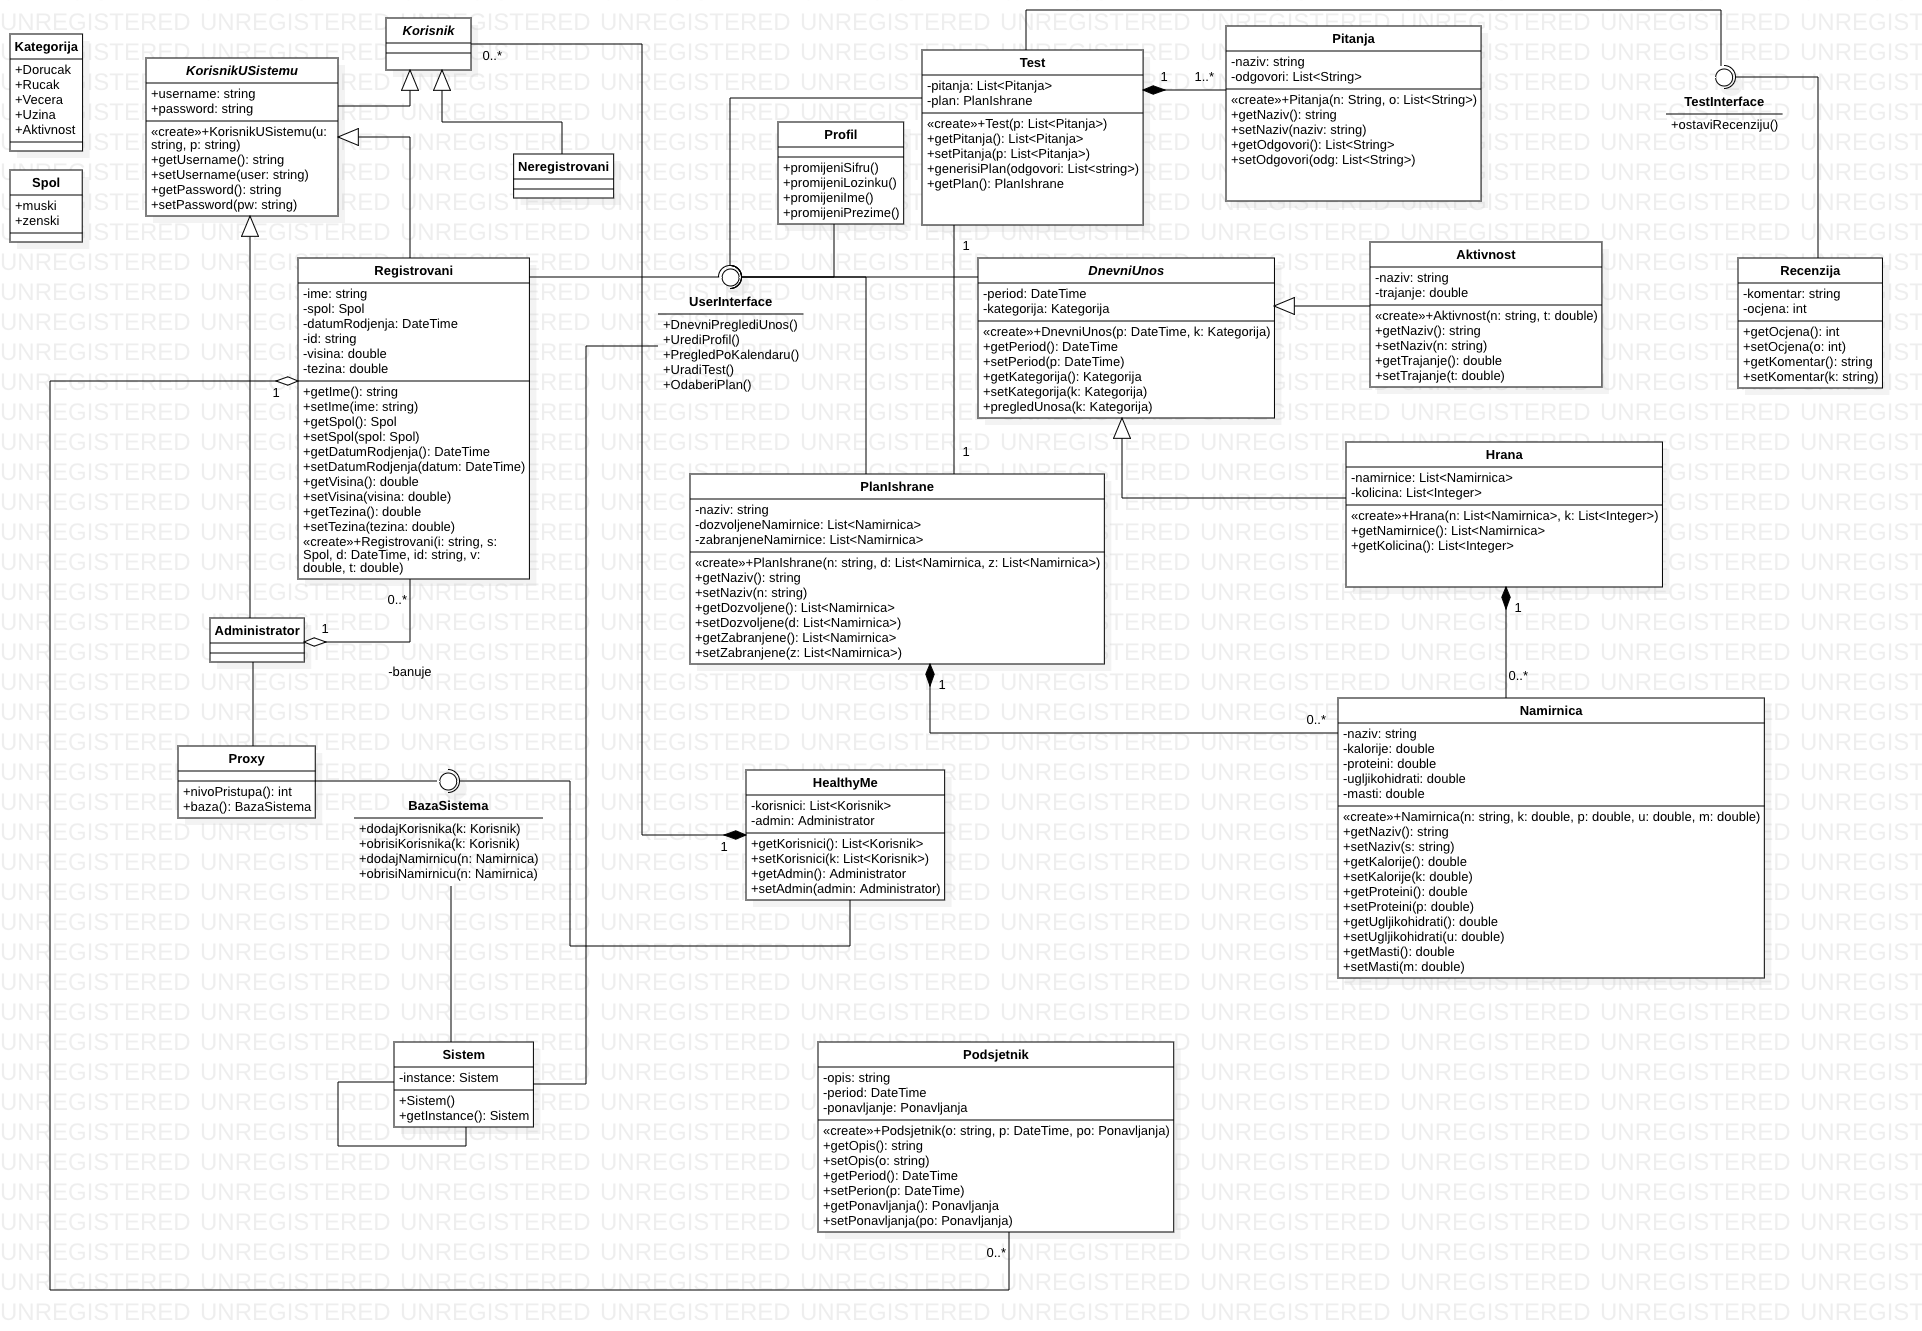 Kategorija
+Dorucak
+Rucak
+Vecera
+Uzina
+Aktivnost
Spol
+muski
+zenski
KorisnikUSistemu
+username: string
+password: string
«create»+KorisnikUSistemu(u:
string, p: string)
+getUsername(): string
+setUsername(user: string)
+getPassword(): string
+setPassword(pw: string)
Korisnik
0..*
Neregistrovani
Profil
+promijeniSifru()
+promijeniLozinku()
+promijeniIme()
+promijeniPrezime()
Test
-pitanja: List<Pitanja>
-plan: PlanIshrane
«create»+Test(p: List<Pitanja>)
+getPitanja(): List<Pitanja>
+setPitanja(p: List<Pitanja>)
+generisiPlan(odgovori: List<string>)
+getPlan(): PlanIshrane
1
1..*
1
1
Pitanja
-naziv: string
-odgovori: List<String>
«create»+Pitanja(n: String, o: List<String>)
+getNaziv(): string
+setNaziv(naziv: string)
+getOdgovori(): List<String>
+setOdgovori(odg: List<String>)
TestInterface
+ostaviRecenziju()
Registrovani
-ime: string
-spol: Spol
-datumRodjenja: DateTime
-id: string
-visina: double
-tezina: double
+getIme(): string
+setIme(ime: string)
+getSpol(): Spol
+setSpol(spol: Spol)
+getDatumRodjenja(): DateTime
+setDatumRodjenja(datum: DateTime)
+getVisina(): double
+setVisina(visina: double)
+getTezina(): double
+setTezina(tezina: double)
«create»+Registrovani(i: string, s:
Spol, d: DateTime, id: string, v:
double, t: double)
1
0..*
UserInterface
+DnevniPreglediUnos()
+UrediProfil()
+PregledPoKalendaru()
+UradiTest()
+OdaberiPlan()
DnevniUnos
-period: DateTime
-kategorija: Kategorija
«create»+DnevniUnos(p: DateTime, k: Kategorija)
+getPeriod(): DateTime
+setPeriod(p: DateTime)
+getKategorija(): Kategorija
+setKategorija(k: Kategorija)
+pregledUnosa(k: Kategorija)
Aktivnost
-naziv: string
-trajanje: double
«create»+Aktivnost(n: string, t: double)
+getNaziv(): string
+setNaziv(n: string)
+getTrajanje(): double
+setTrajanje(t: double)
Recenzija
-komentar: string
-ocjena: int
+getOcjena(): int
+setOcjena(o: int)
+getKomentar(): string
+setKomentar(k: string)
Hrana
-namirnice: List<Namirnica>
-kolicina: List<Integer>
«create»+Hrana(n: List<Namirnica>, k: List<Integer>)
+getNamirnice(): List<Namirnica>
+getKolicina(): List<Integer>
1
0..*
PlanIshrane
-naziv: string
-dozvoljeneNamirnice: List<Namirnica>
-zabranjeneNamirnice: List<Namirnica>
«create»+PlanIshrane(n: string, d: List<Namirnica, z: List<Namirnica>)
+getNaziv(): string
+setNaziv(n: string)
+getDozvoljene(): List<Namirnica>
+setDozvoljene(d: List<Namirnica>)
+getZabranjene(): List<Namirnica>
+setZabranjene(z: List<Namirnica>)
1
0..*
Administrator
1
-banuje
Proxy
+nivoPristupa(): int
+baza(): BazaSistema
BazaSistema
+dodajKorisnika(k: Korisnik)
+obrisiKorisnika(k: Korisnik)
+dodajNamirnicu(n: Namirnica)
+obrisiNamirnicu(n: Namirnica)
HealthyMe
-korisnici: List<Korisnik>
-admin: Administrator
+getKorisnici(): List<Korisnik>
+setKorisnici(k: List<Korisnik>)
+getAdmin(): Administrator
+setAdmin(admin: Administrator)
1
Namirnica
-naziv: string
-kalorije: double
-proteini: double
-ugljikohidrati: double
-masti: double
«create»+Namirnica(n: string, k: double, p: double, u: double, m: double)
+getNaziv(): string
+setNaziv(s: string)
+getKalorije(): double
+setKalorije(k: double)
+getProteini(): double
+setProteini(p: double)
+getUgljikohidrati(): double
+setUgljikohidrati(u: double)
+getMasti(): double
+setMasti(m: double)
Sistem
-instance: Sistem
+Sistem()
+getInstance(): Sistem
Podsjetnik
-opis: string
-period: DateTime
-ponavljanje: Ponavljanja
«create»+Podsjetnik(o: string, p: DateTime, po: Ponavljanja)
+getOpis(): string
+setOpis(o: string)
+getPeriod(): DateTime
+setPerion(p: DateTime)
+getPonavljanja(): Ponavljanja
+setPonavljanja(po: Ponavljanja)
0..*
UNREGISTERED